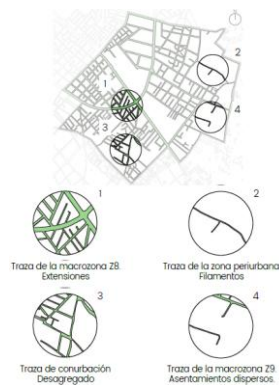 2
1
4
3
1
2
Traza de la macrozona Z8.
Extensiones
Traza de la zona periurbana
Filamentos
3
4
Traza de conurbación
Desagregado
Traza de la macrozona Z9.
Asentamientos dispersos.